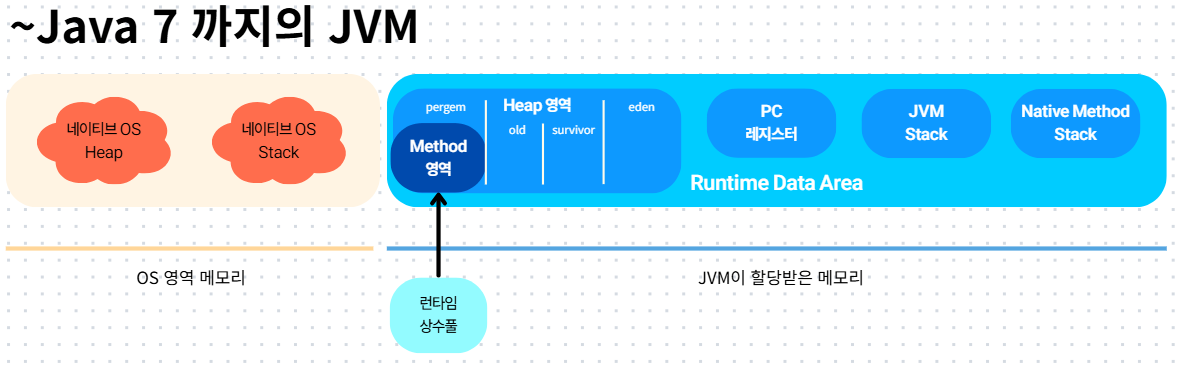 ~Java 7 까지의 JVM
네이티브 OS
Heap
네이티브 OS
Stack
pergem
Heap 영역
eden
old
survivor
Method
영역
PC
레지스터
JVM
Stack
Native Method
Stack
Runtime Data Area
OS 영역 메모리
JVM이 할당받은 메모리
런타임
상수풀